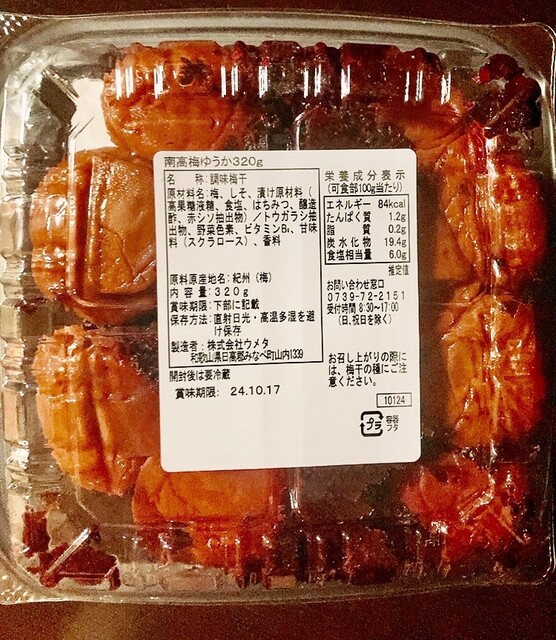 南高梅ゆうか320g
名 称:調味梅干
原材料名:梅、しそ、漬け原材料(
高果糖液糖、食塩、はちみつ、醸造
酢、赤シソ抽出物)/トウガラシ抽
出物、野菜色素、ビタミンB₁、甘味
料(スクラロース)、香料
原料原産地名:紀州(梅)
内容量:320g
賞味期限:下部に記載
保存方法:直射日光・高温多湿を避
け保存
製造者:株式会社ウメタ
和歌山県日高郡みなべ町山内1339
開封後は要冷蔵
賞味期限: 24.10.17
栄養成分表示
(可食部100g当たり)
エネルギー 84kcal
たんぱく質 1.2g
脂質 0.2g
炭水化物 19.4g
食塩相当量 6.0g
推定値
お問い合わせ窓口
0739-72-2151
受付時間 8:30~17:00
(日、祝日を除く)
お召し上がりの際に
は、梅干の種にご注
意ください。
10124
プラ
容器
フタ